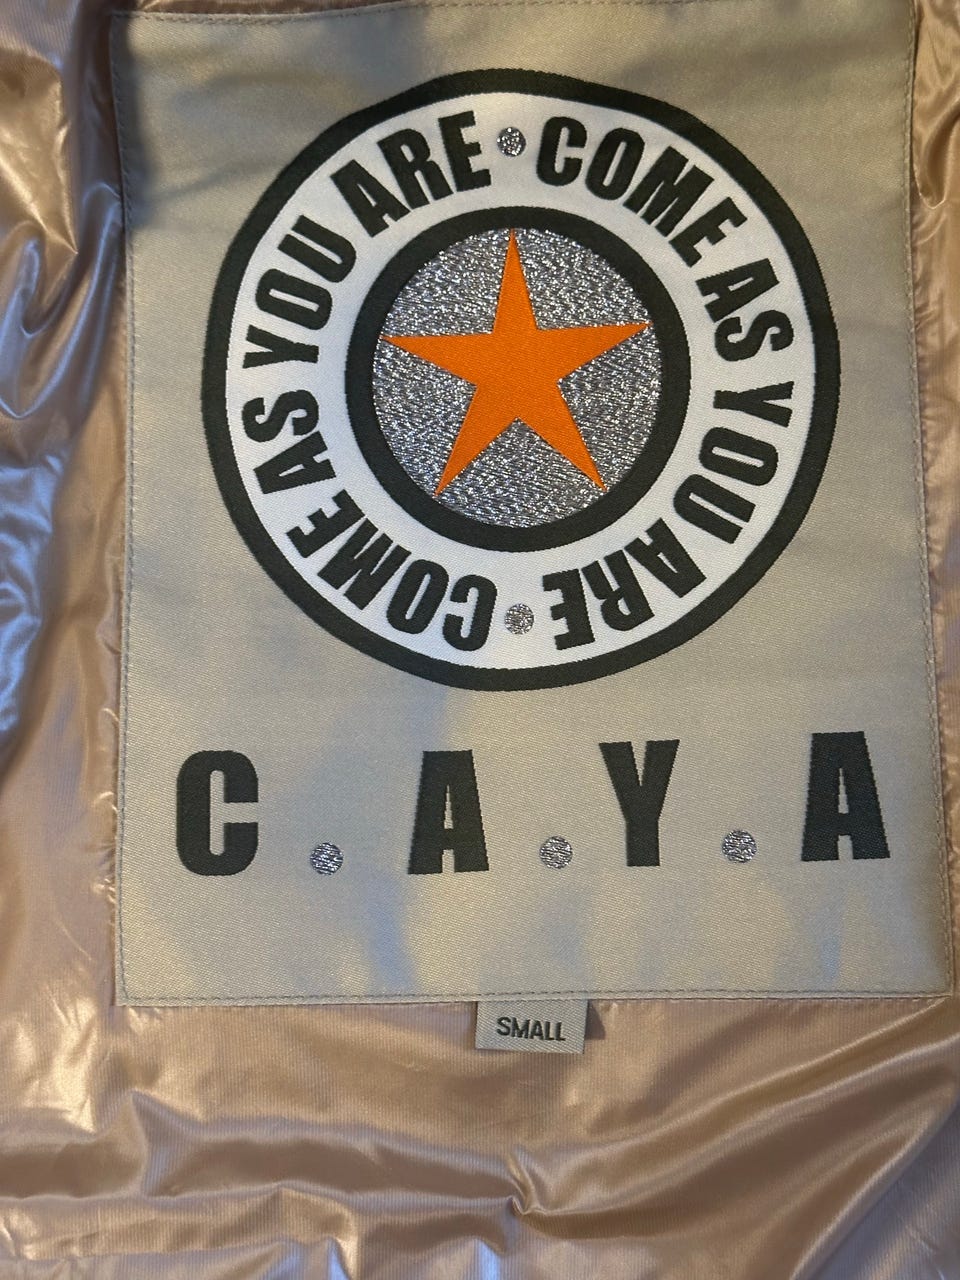 COME AS YOU ARE • COME AS YOU ARE •
C.A.Y.A
SMALL